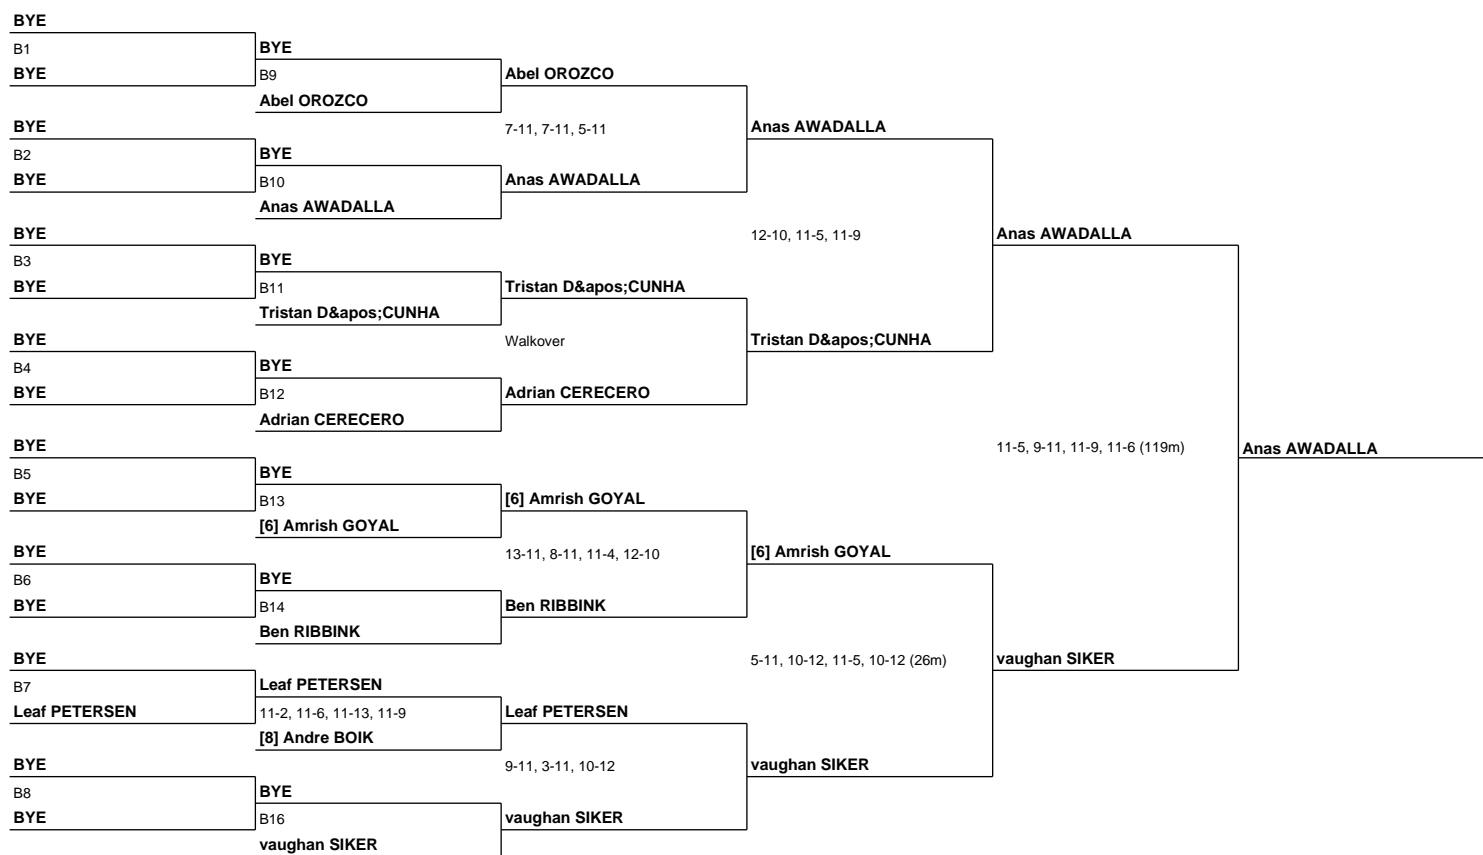 BYE
B1
BYE
BYE
B9
Abel OROZCO
Abel OROZCO
7-11, 7-11, 5-11
Anas AWADALLA
BYE
B2
BYE
BYE
B10
Anas AWADALLA
Anas AWADALLA
12-10, 11-5, 11-9
Anas AWADALLA
BYE
B3
BYE
BYE
B11
Tristan D&apos;CUNHA
Tristan D&apos;CUNHA
Walkover
Tristan D&apos;CUNHA
BYE
B4
BYE
BYE
B12
Adrian CERECERO
Adrian CERECERO
11-5, 9-11, 11-9, 11-6 (119m)
Anas AWADALLA
BYE
B5
BYE
BYE
B13
[6] Amrish GOYAL
[6] Amrish GOYAL
13-11, 8-11, 11-4, 12-10
[6] Amrish GOYAL
BYE
B6
BYE
BYE
B14
Ben RIBBINK
Ben RIBBINK
5-11, 10-12, 11-5, 10-12 (26m)
vaughan SIKER
BYE
B7
Leaf PETERSEN
Leaf PETERSEN
11-2, 11-6, 11-13, 11-9
[8] Andre BOIK
Leaf PETERSEN
9-11, 3-11, 10-12
vaughan SIKER
BYE
B8
BYE
BYE
B16
vaughan SIKER
vaughan SIKER